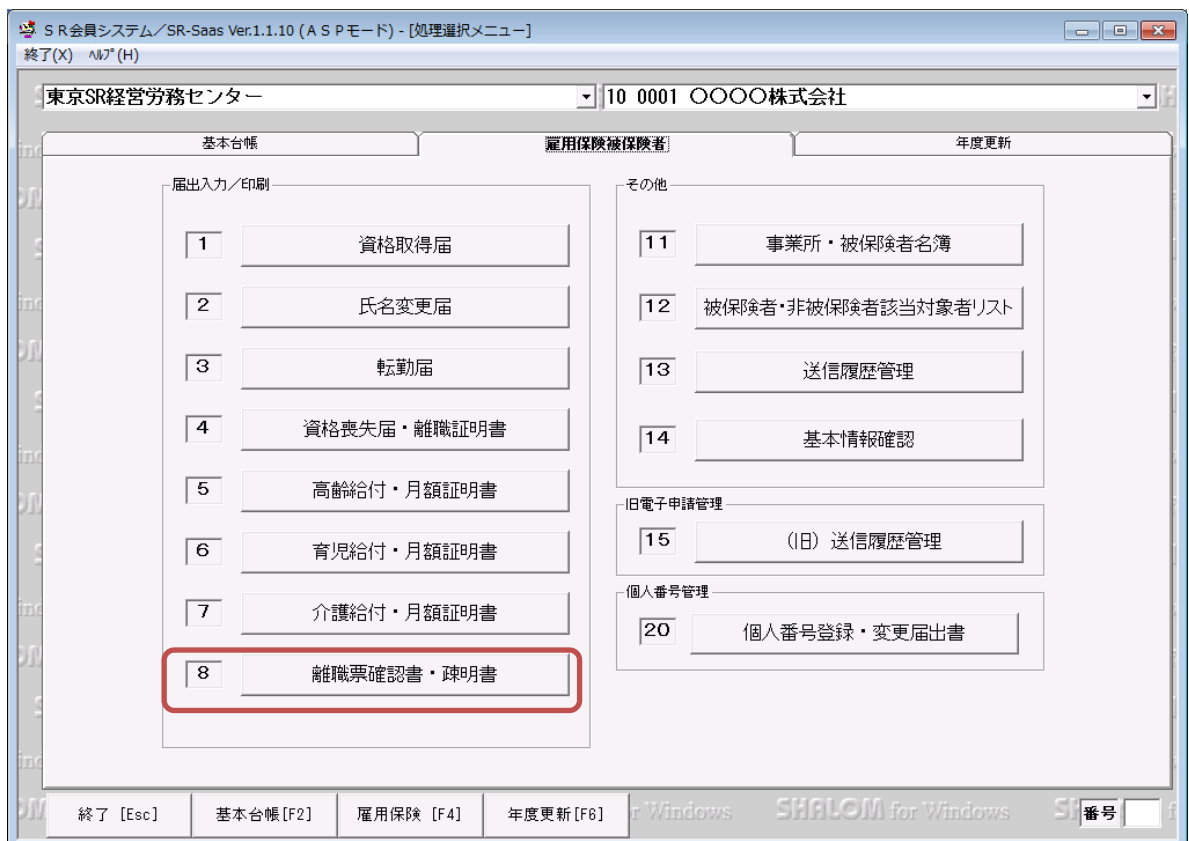 SR会員システム/SR-Saas Ver.1.1.10 (ASPモード) - [処理選択メニュー]
終了(X) ﾍﾙﾌﾟ(H)
東京SR経営労務センター 10 0001 〇〇〇〇株式会社
基本台帳 雇用保険被保険者 年度更新
届出入力/印刷
1 資格取得届
2 氏名変更届
3 転勤届
4 資格喪失届・離職証明書
5 高齢給付・月額証明書
6 育児給付・月額証明書
7 介護給付・月額証明書
8 離職票確認書・疎明書
その他
11 事業所・被保険者名簿
12 被保険者・非被保険者該当対象者リスト
13 送信履歴管理
14 基本情報確認
旧電子申請管理
15 (旧) 送信履歴管理
個人番号管理
20 個人番号登録・変更届出書
終了 [Esc] 基本台帳[F2] 雇用保険 [F4] 年度更新[F6] 番号
r Windows SHALOM for Windows